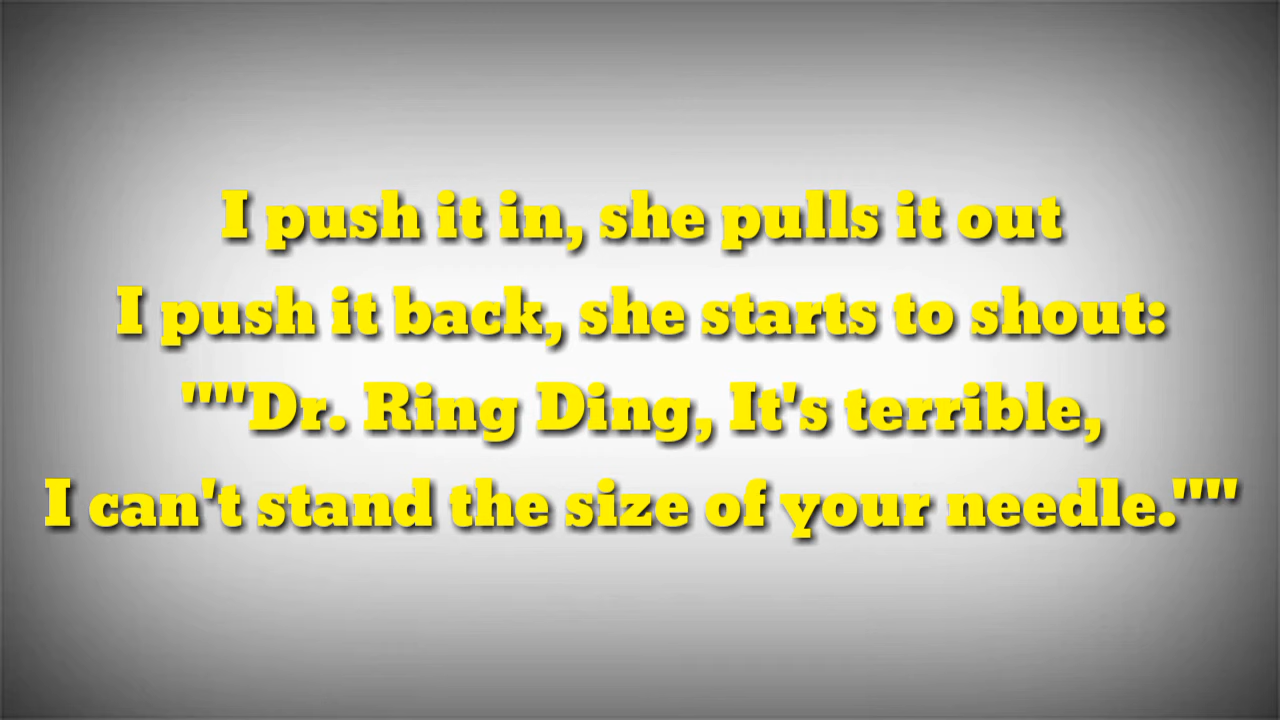 I push it in, she pulls it out
I push it back, she starts to shout:
""Dr. Ring Ding, It's terrible,
I can't stand the size of your needle.""